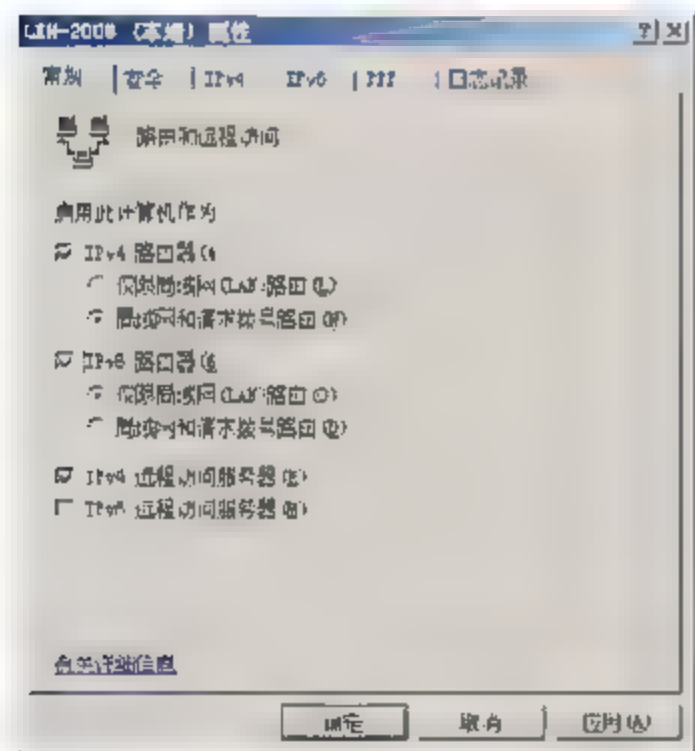 WIN-2008 (本地) 属性
常规 安全 IPv4 IPv6 PPP 日志记录
路由和远程访问
启用此计算机作为
IPv4 路由器(4
仅限局域网(LAN)路由(L)
局域网和请求拨号路由(W)
IPv6 路由器(6
仅限局域网(LAN)路由(O)
局域网和请求拨号路由(Q)
IPv4 远程访问服务器(E)
IPv6 远程访问服务器(B)
有关详细信息
确定 取消 应用(A)